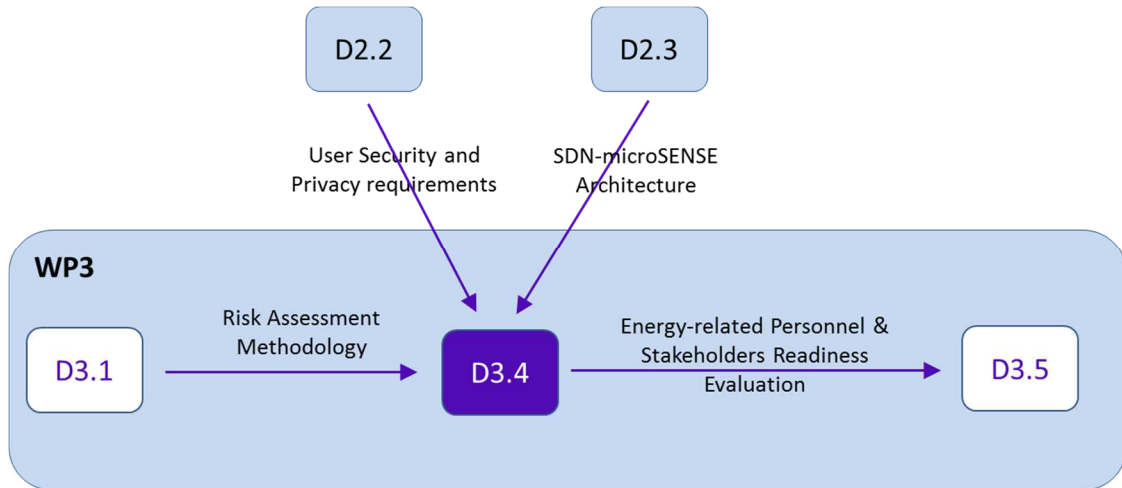 D2.2
D2.3
User Security and
Privacy requirements
SDN-microSENSE
Architecture
WP3
D3.1
Risk Assessment
Methodology
D3.4
Energy-related Personnel &
Stakeholders Readiness
Evaluation
D3.5